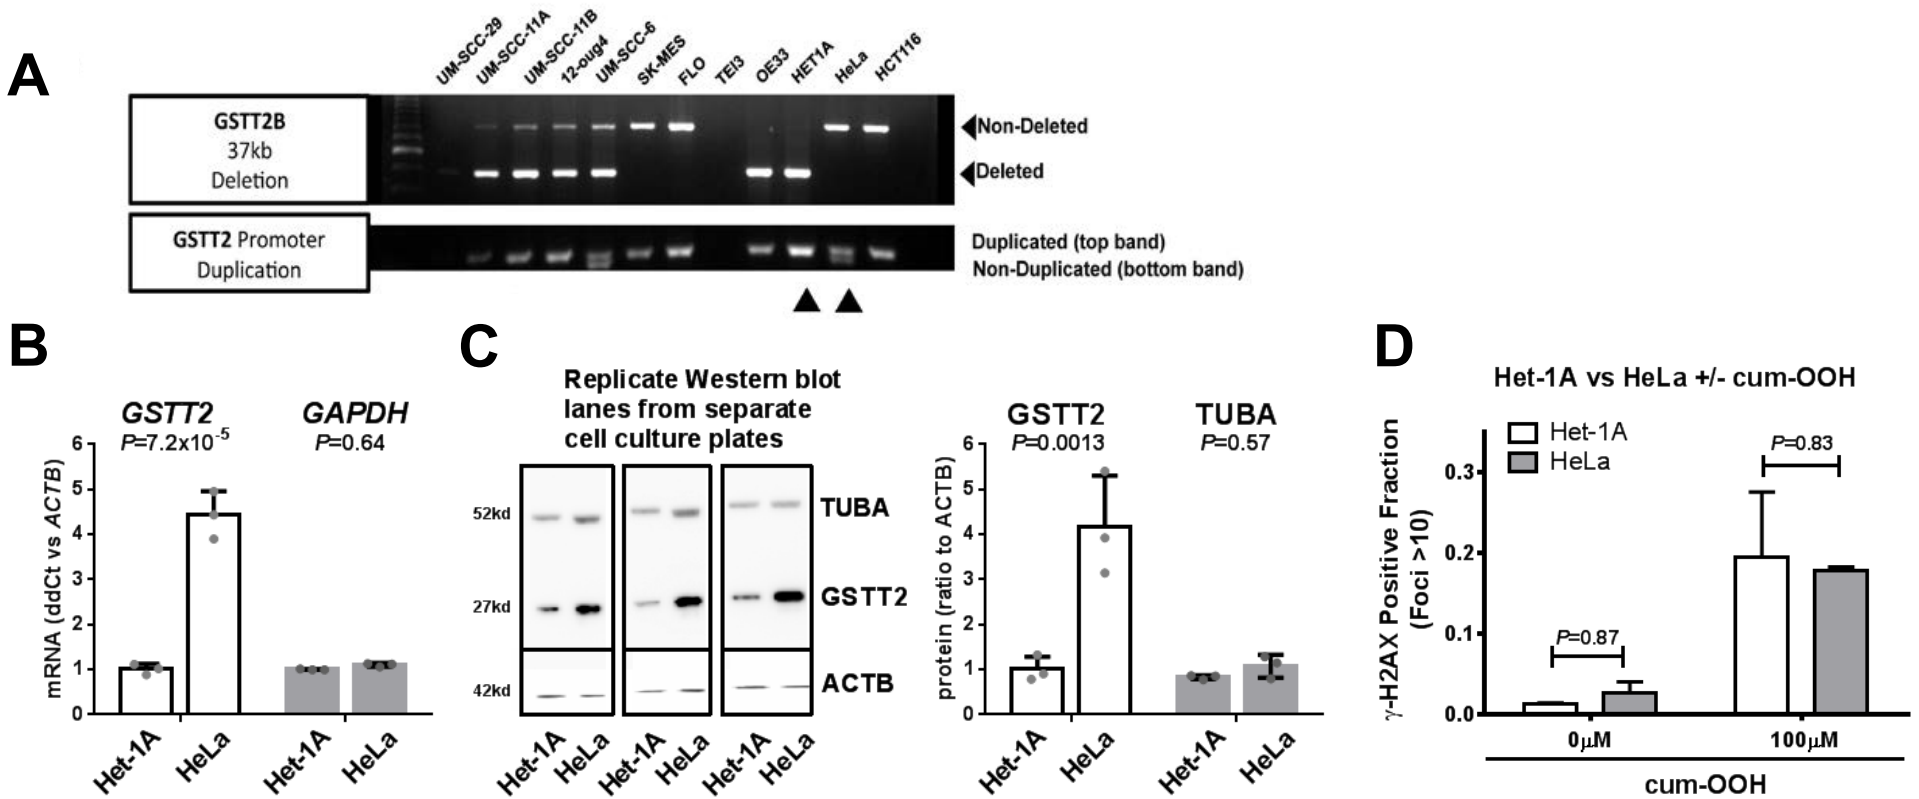 A
UM-SCC-29
UM-SCC-11A
UM-SCC-11B
12-oug4
UM-SCC-6
SK-MES
FLO
TEI3
OE33
HET1A
HeLa
HCT116
GSTT2B
37kb
Deletion
Non-Deleted
Deleted
GSTT2 Promoter
Duplication
Duplicated (top band)
Non-Duplicated (bottom band)
B
GSTT2
P=7.2x10-5
GAPDH
P=0.64
mRNA (ddCt vs ACTB)
6
5
4
3
2
1
0
Het-1A
HeLa
Het-1A
HeLa
C
Replicate Western blot
lanes from separate
cell culture plates
52kd
27kd
42kd
TUBA
GSTT2
ACTB
Het-1A
HeLa
Het-1A
HeLa
Het-1A
HeLa
GSTT2
P=0.0013
TUBA
P=0.57
protein (ratio to ACTB)
6
5
4
3
2
1
0
Het-1A
HeLa
Het-1A
HeLa
D
Het-1A vs HeLa +/- cum-OOH
Het-1A
HeLa
γ-H2AX Positive Fraction
(Foci >10)
0.3
0.2
0.1
0.0
P=0.87
P=0.83
0μM
100μM
cum-OOH